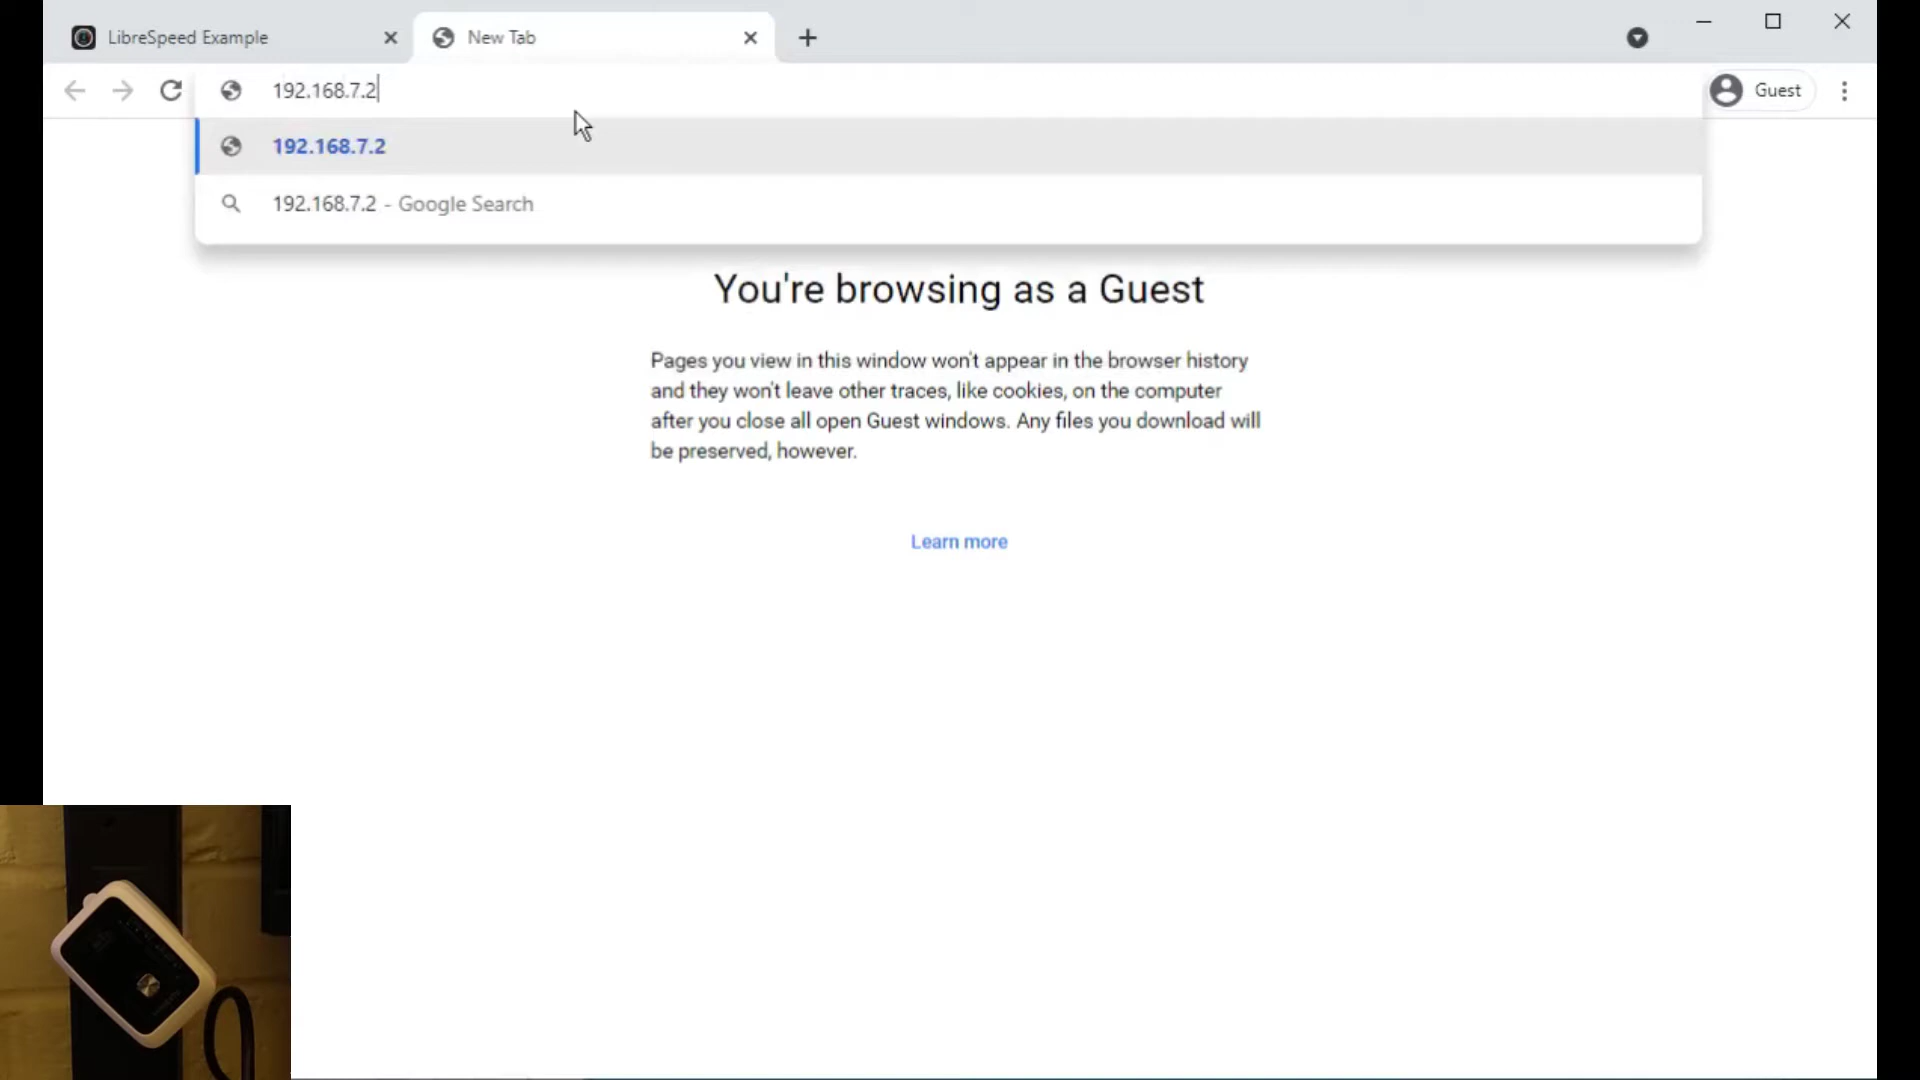 LibreSpeed Example
New Tab
192.168.7.2
Guest
192.168.7.2
192.168.7.2 - Google Search
You're browsing as a Guest
Pages you view in this window won't appear in the browser history
and they won't leave other traces, like cookies, on the computer
after you close all open Guest windows. Any files you download will
be preserved, however.
Learn more